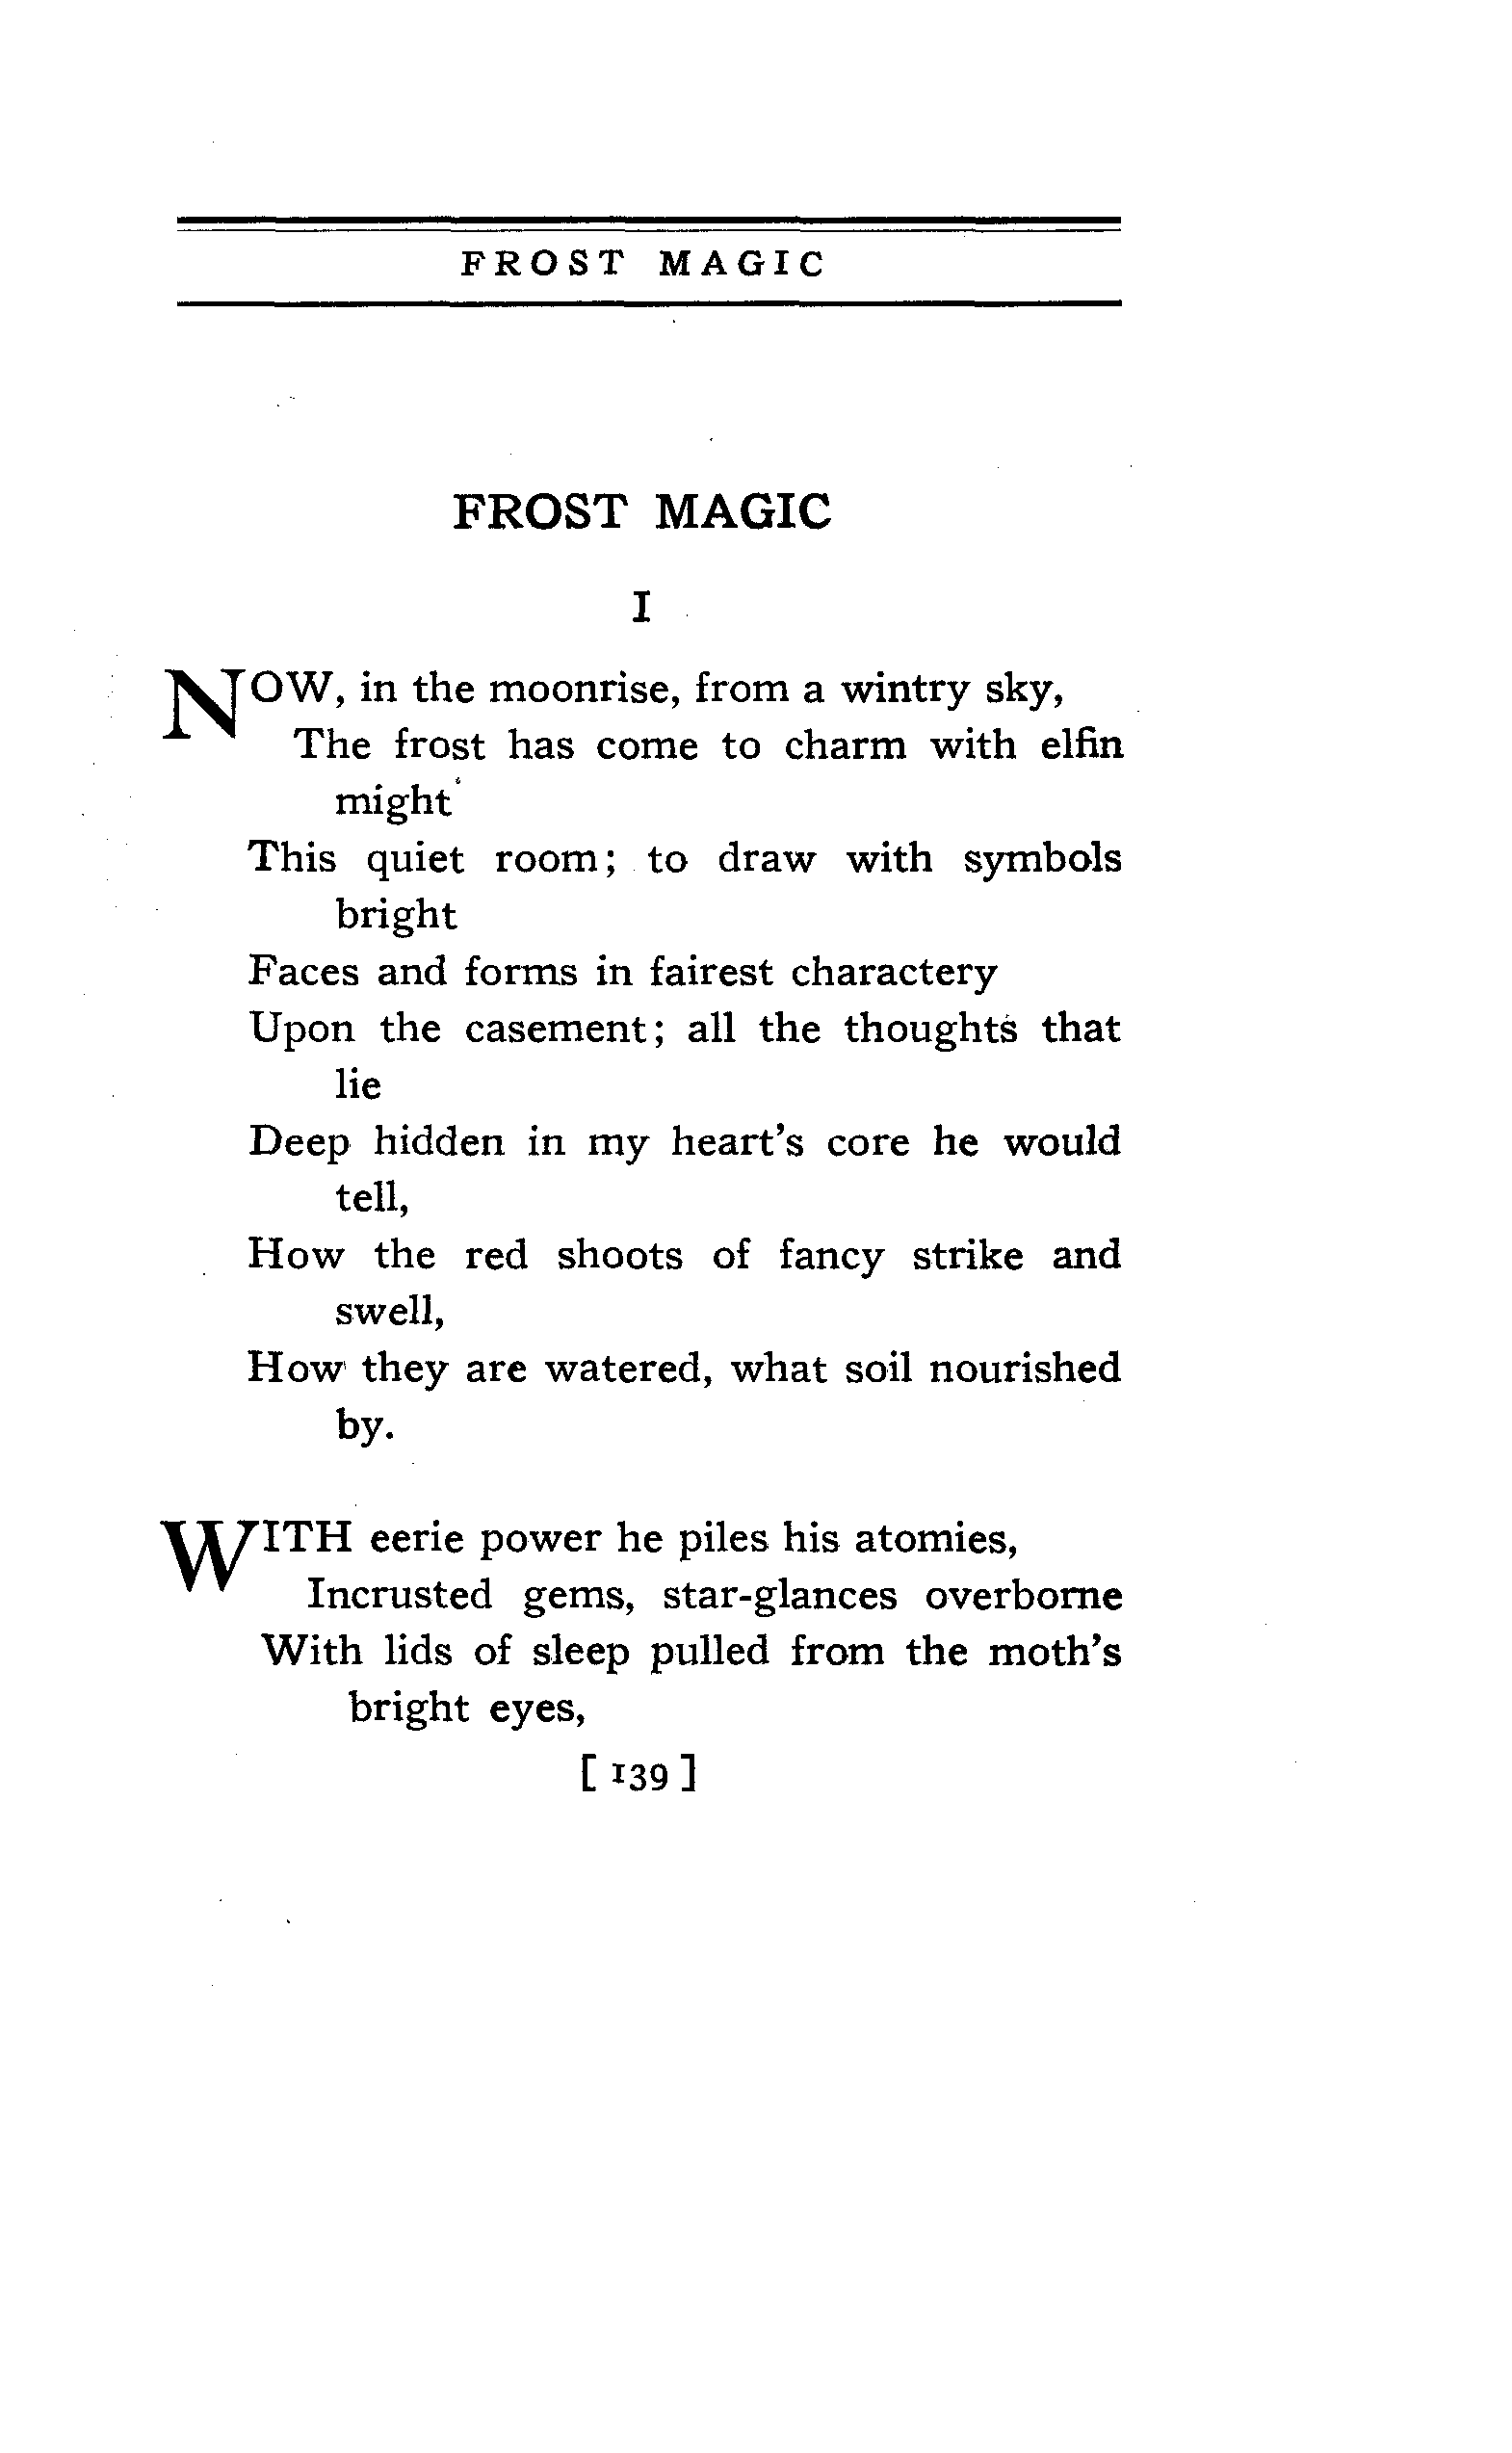 FROST MAGIC
FROST MAGIC
I
NOW, in the moonrise, from a wintry sky,
The frost has come to charm with elfin
might
This quiet room; to draw with symbols
bright
Faces and forms in fairest charactery
Upon the casement; all the thoughts that
lie
Deep hidden in my heart's core he would
tell,
How the red shoots of fancy strike and
swell,
How they are watered, what soil nourished
by.
WITH eerie power he piles his atomies,
Incrusted gems, star-glances overborne
With lids of sleep pulled from the moth's
bright eyes,
[ 139 ]